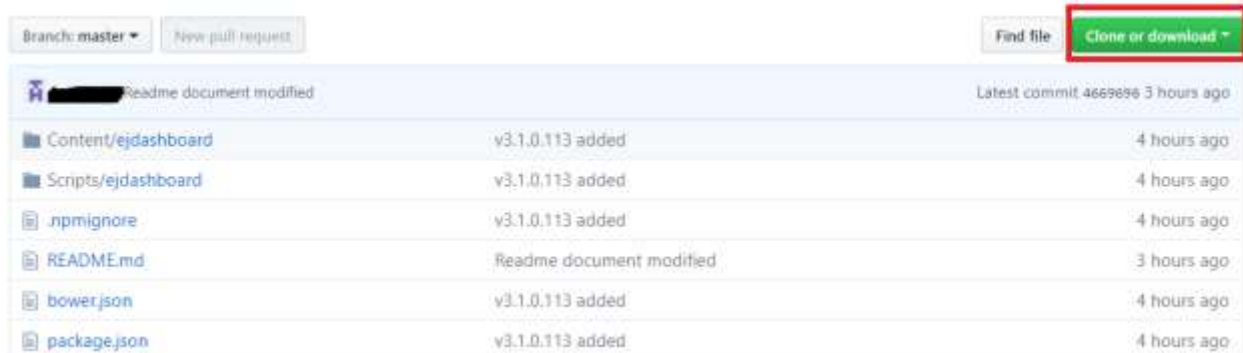 Branch: master New pull request Find file Clone or download
Readme document modified Latest commit 4669696 3 hours ago
Content/ejdashboard v3.1.0.113 added 4 hours ago
Scripts/ejdashboard v3.1.0.113 added 4 hours ago
.npmignore v3.1.0.113 added 4 hours ago
README.md Readme document modified 3 hours ago
bower.json v3.1.0.113 added 4 hours ago
package.json v3.1.0.113 added 4 hours ago